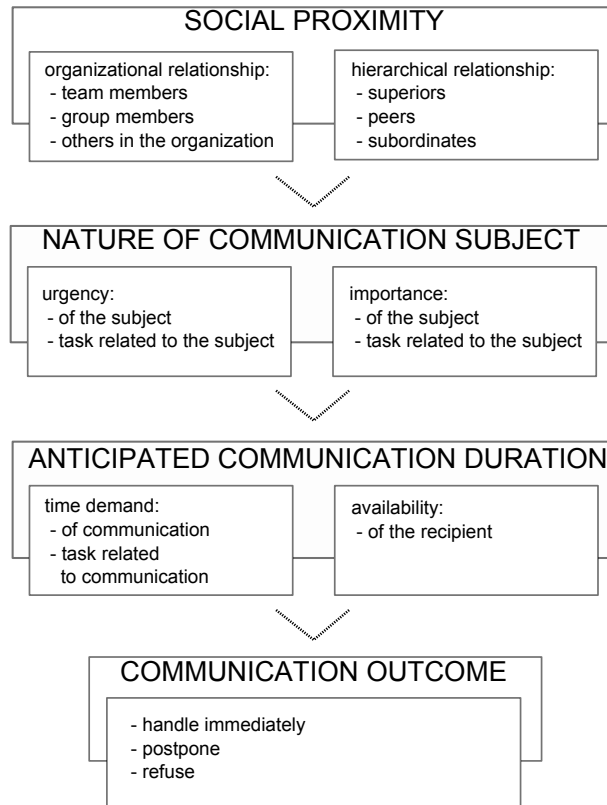 SOCIAL PROXIMITY
organizational relationship:
- team members
- group members
- others in the organization
hierarchical relationship:
- superiors
- peers
- subordinates
NATURE OF COMMUNICATION SUBJECT
urgency:
- of the subject
- task related to the subject
importance:
- of the subject
- task related to the subject
ANTICIPATED COMMUNICATION DURATION
time demand:
- of communication
- task related
to communication
availability:
- of the recipient
COMMUNICATION OUTCOME
- handle immediately
- postpone
- refuse